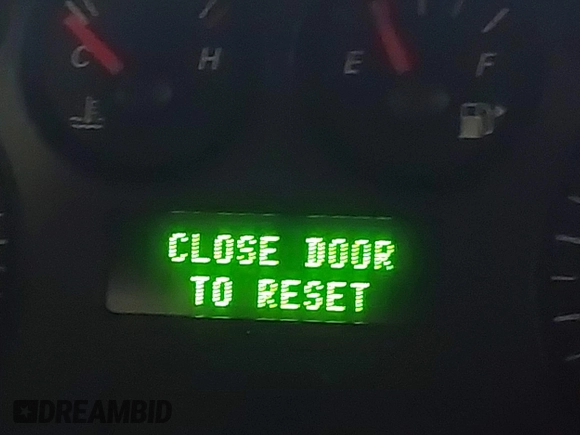 C H
E F
CLOSE DOOR
TO RESET
DREAMBID